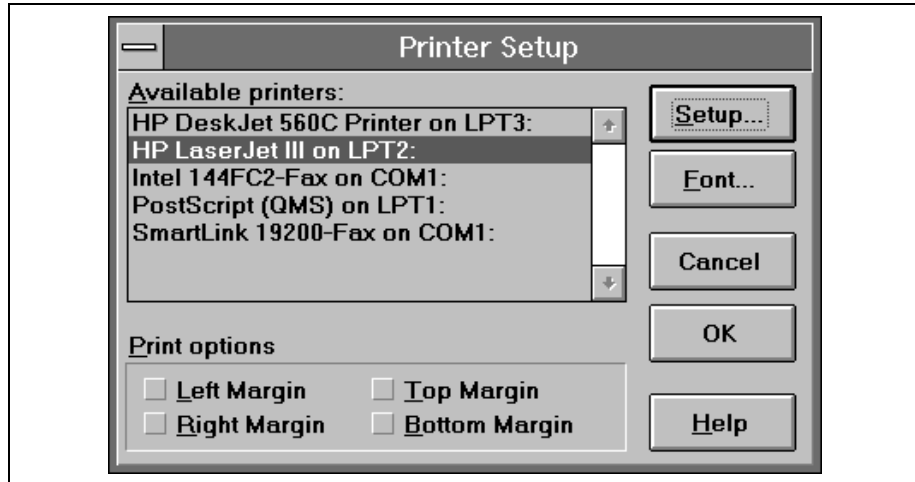 Printer Setup
Available printers:
HP DeskJet 560C Printer on LPT3:
HP LaserJet III on LPT2:
Intel 144FC2-Fax on COM1:
PostScript (QMS) on LPT1:
SmartLink 19200-Fax on COM1:
Setup...
Font...
Cancel
OK
Help
Print options
Left Margin
Top Margin
Right Margin
Bottom Margin